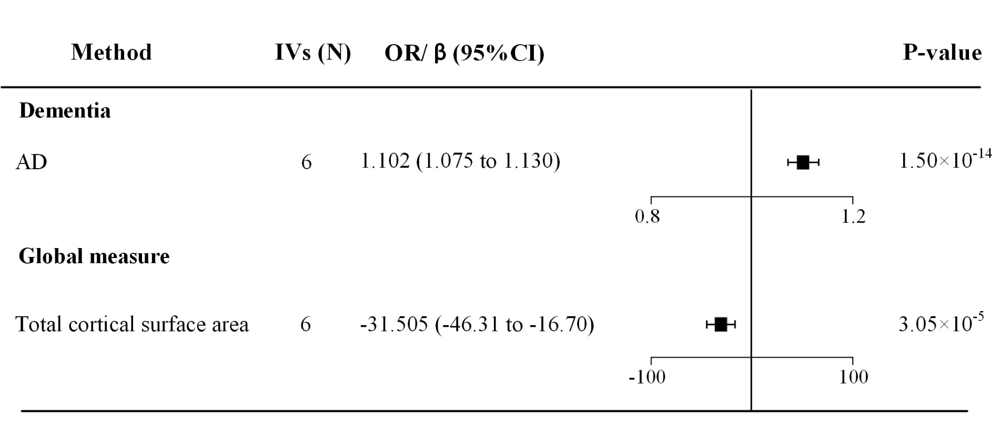 Method IVs (N) OR/ β (95%CI) P-value
Dementia
AD 6 1.102 (1.075 to 1.130) 1.50×10⁻¹⁴
0.8 1.2
Global measure
Total cortical surface area 6 -31.505 (-46.31 to -16.70) 3.05×10⁻⁵
-100 100